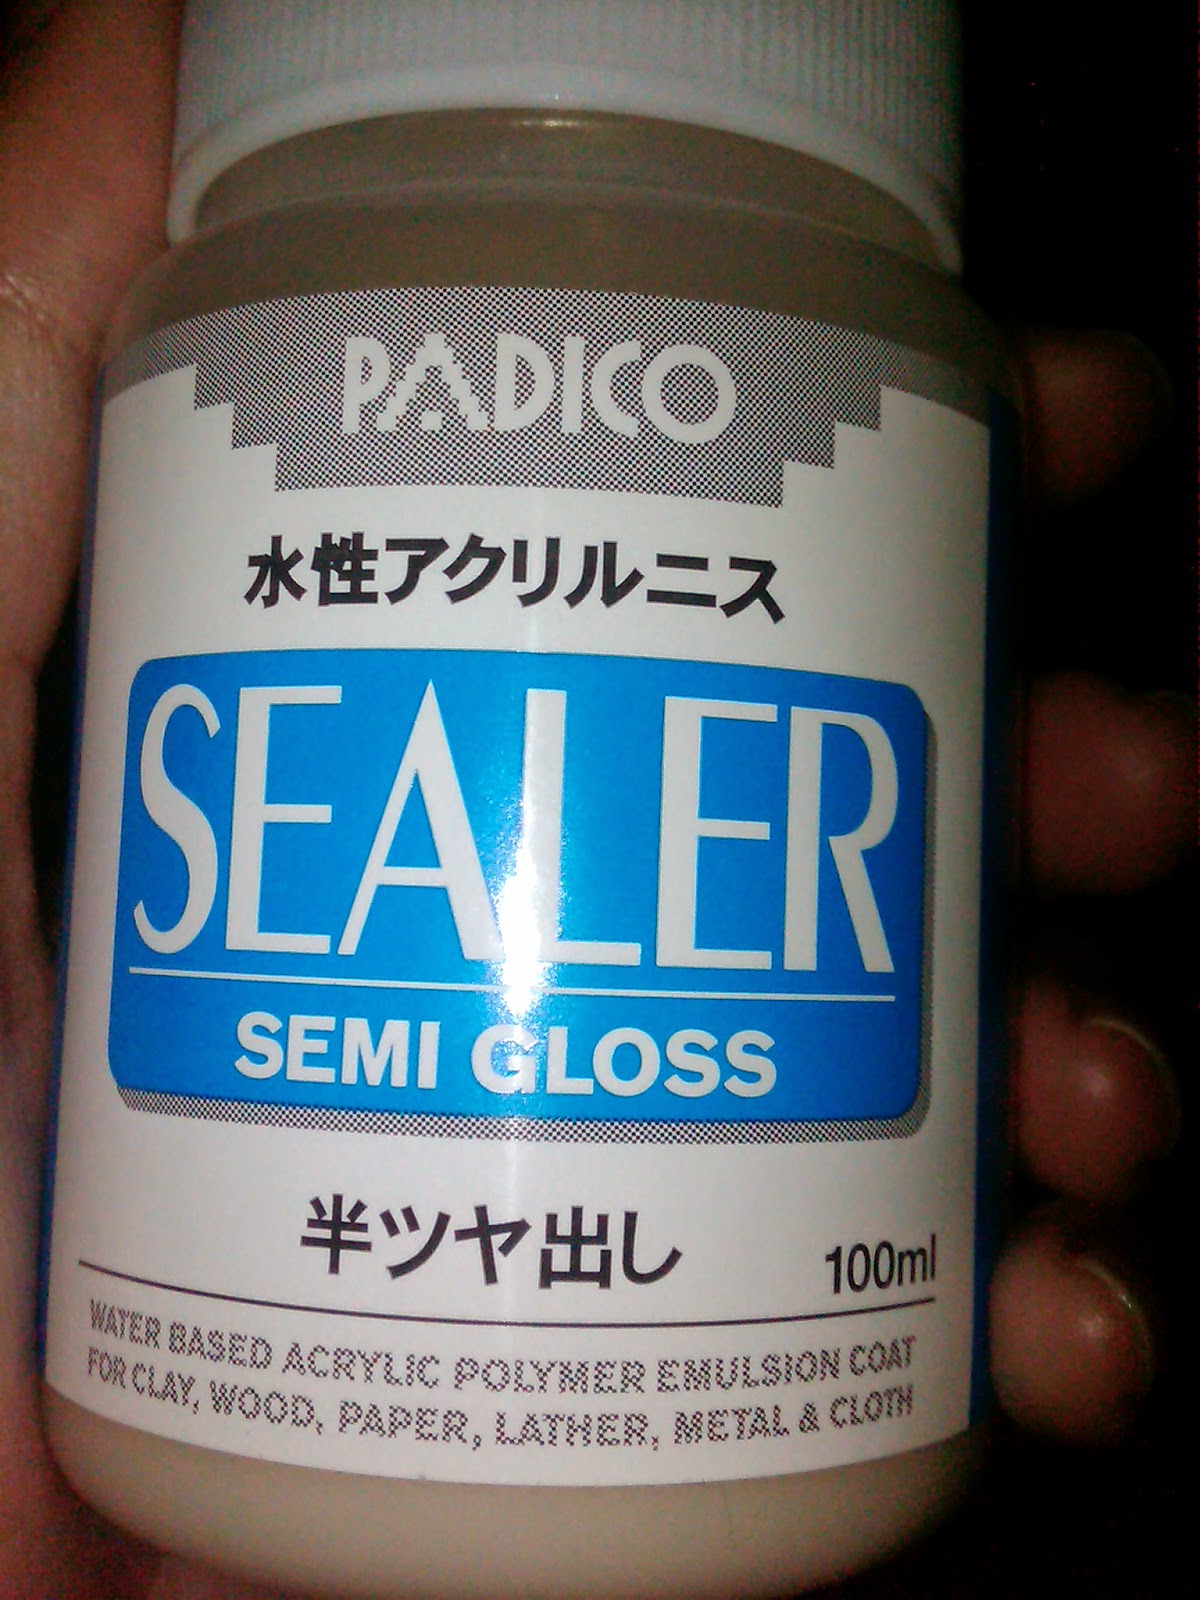 PADICO
水性アクリルニス
SEALER
SEMI GLOSS
半ツヤ出し
100ml
WATER BASED ACRYLIC POLYMER EMULSION COAT
FOR CLAY, WOOD, PAPER, LATHER, METAL & CLOTH